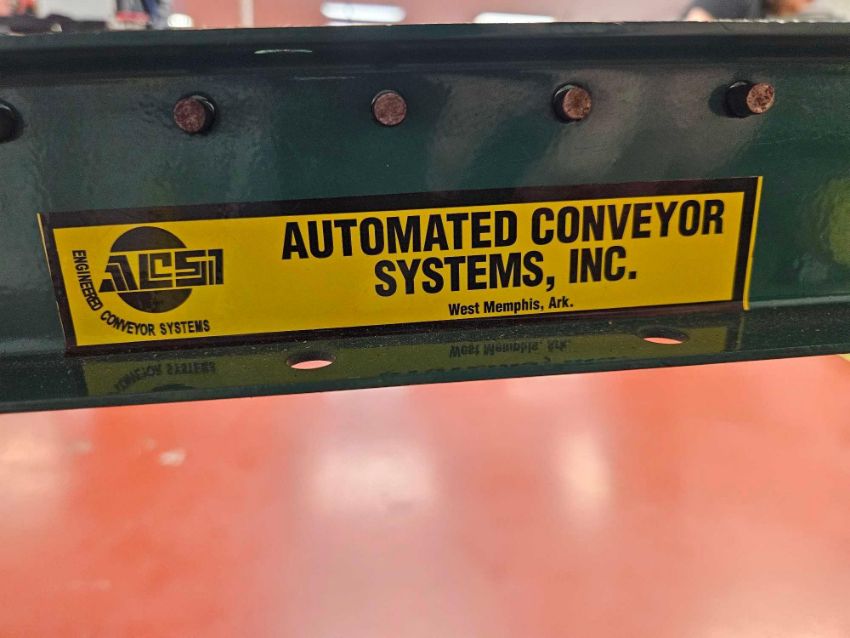 ACSI
ENGINEERED
CONVEYOR SYSTEMS
AUTOMATED CONVEYOR
SYSTEMS, INC.
West Memphis, Ark.